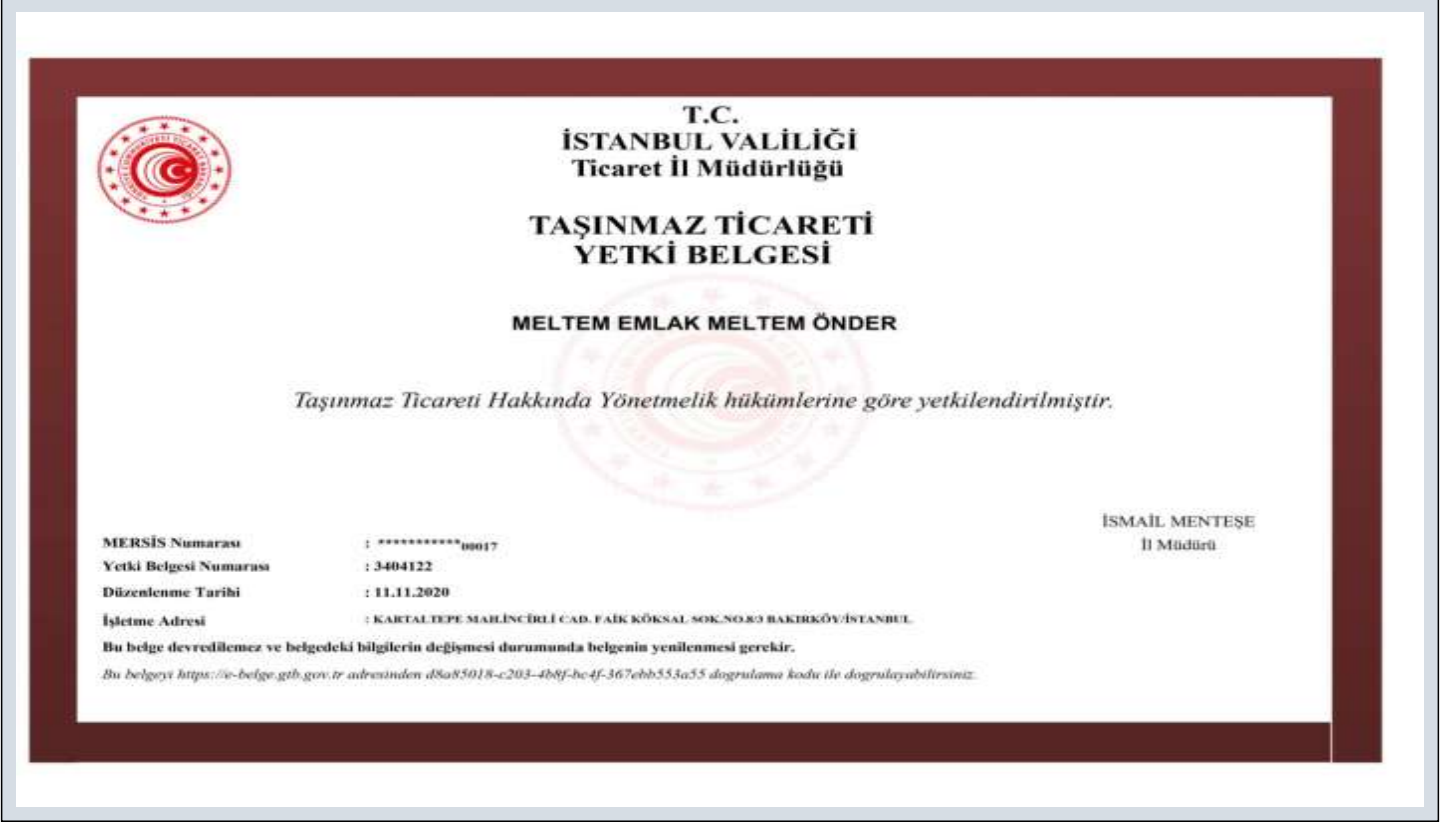 T.C.
İSTANBUL VALİLİĞİ
Ticaret İl Müdürlüğü
TAŞINMAZ TİCARETİ
YETKİ BELGESİ
MELTEM EMLAK MELTEM ÖNDER
Taşınmaz Ticareti Hakkında Yönetmelik hükümlerine göre yetkilendirilmiştir.
İSMAİL MENTEŞE
İl Müdürü
MERSİS Numarası : ***********00017
Yetki Belgesi Numarası : 3404122
Düzenlenme Tarihi : 11.11.2020
İşletme Adresi : KARTALTEPE MAH.İNCİRLİ CAD. FAİK KÖKSAL SOK.NO.8/3 BAKIRKÖY/İSTANBUL
Bu belge devredilemez ve belgedeki bilgilerin değişmesi durumunda belgenin yenilenmesi gerekir.
Bu belgeyi https://e-belge.gtb.gov.tr adresinden d8a85018-c203-4b8f-bc4f-367ebb553a55 dogrulama kodu ile dogrulayabilirsiniz.